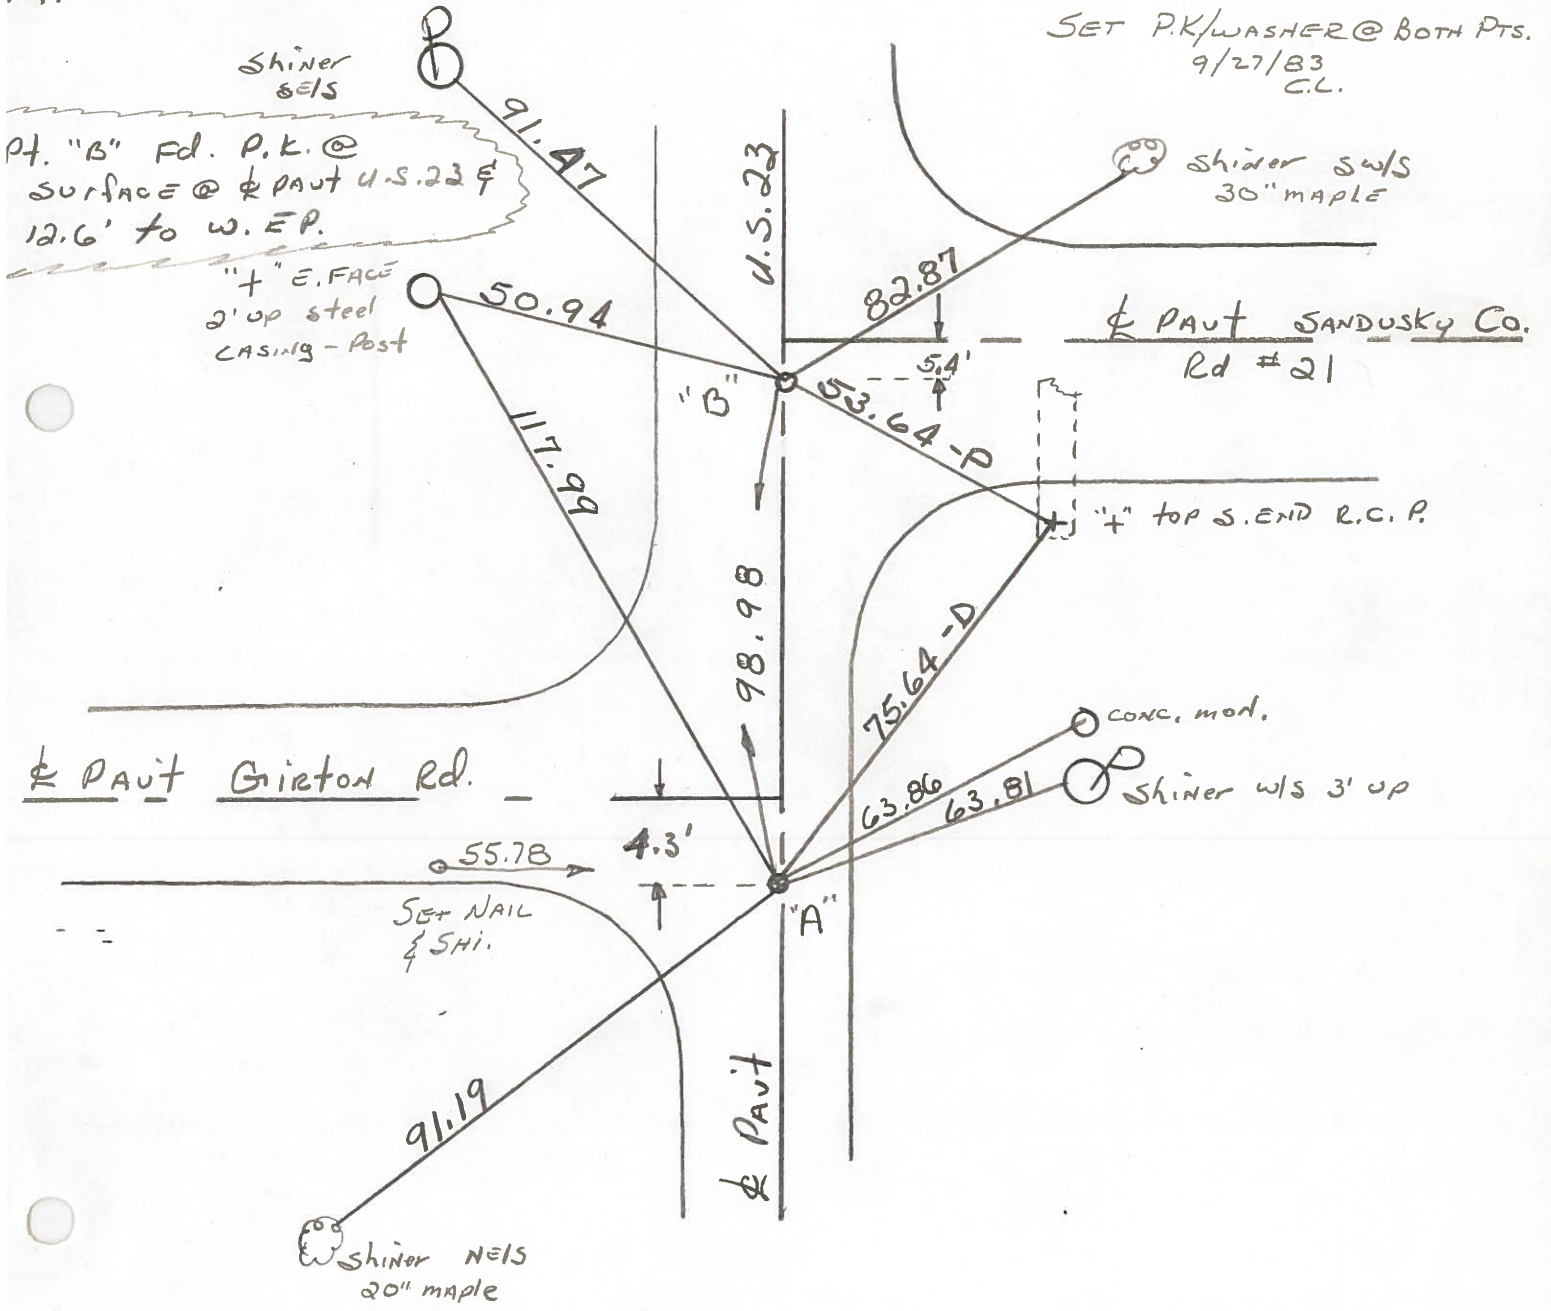 SET P.K/WASHER @ BOTH PTS.
9/27/83
C.L.
Shiner
SE/S
91.47
Pt. "B" Fd. P.K. @
SURFACE @ ℄ PAVT U.S.23 &
12.6' to W. EP.
U.S. 23
Shiner SW/S
30" MAPLE
"+" E. FACE
2' UP Steel
CASING - POST
50.94
82.87
℄ PAVT SANDUSKY Co.
Rd #21
5.4'
"B"
53.64 -D
117.99
"+" TOP S. END R.C.P.
98.98
75.64 -D
CONC. MON.
℄ PAVT GIRTON Rd.
63.86
63.81
Shiner W/S 3' UP
4.3'
55.78
"A"
SET NAIL
& SHI.
91.19
℄ PAVT
Shiner NE/S
20" MAPLE